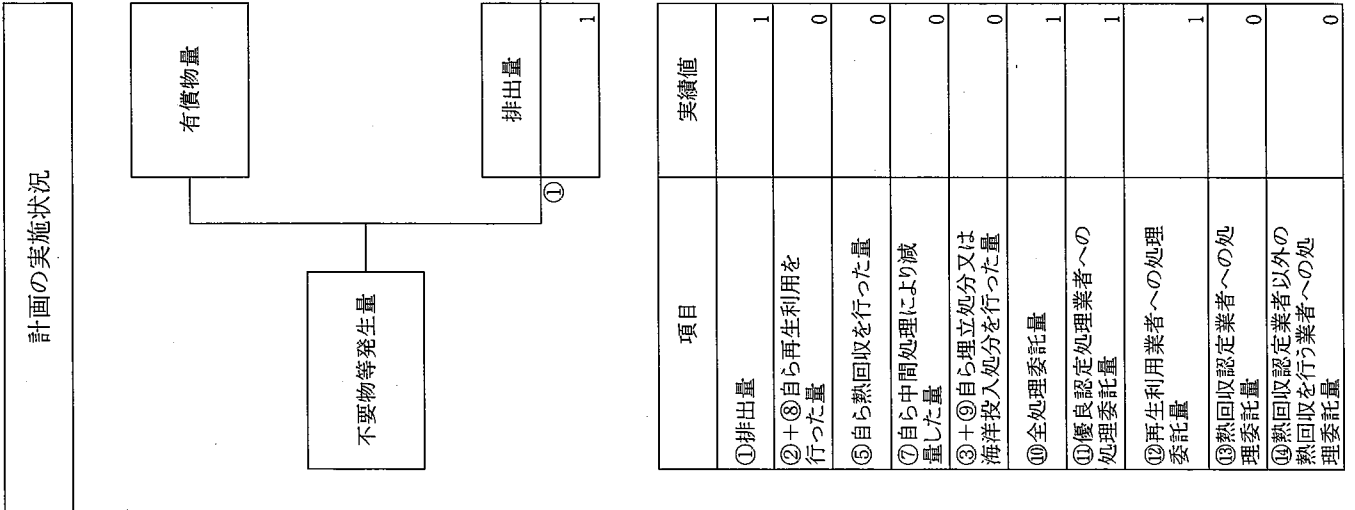 計画の実施状況
有償物量
不要物等発生量
①
排出量
1
項目
実績値
①排出量
1
②+⑧自ら再生利用を
行った量
0
⑤自ら熱回収を行った量
0
⑦自ら中間処理により減
量した量
0
③+⑨自ら埋立処分又は
海洋投入処分を行った量
0
⑩全処理委託量
1
⑪優良認定処理業者への
処理委託量
1
⑫再生利用業者への処理
委託量
1
⑬熱回収認定業者への処
理委託量
0
⑭熱回収認定業者以外の
熱回収を行う業者への処
理委託量
0